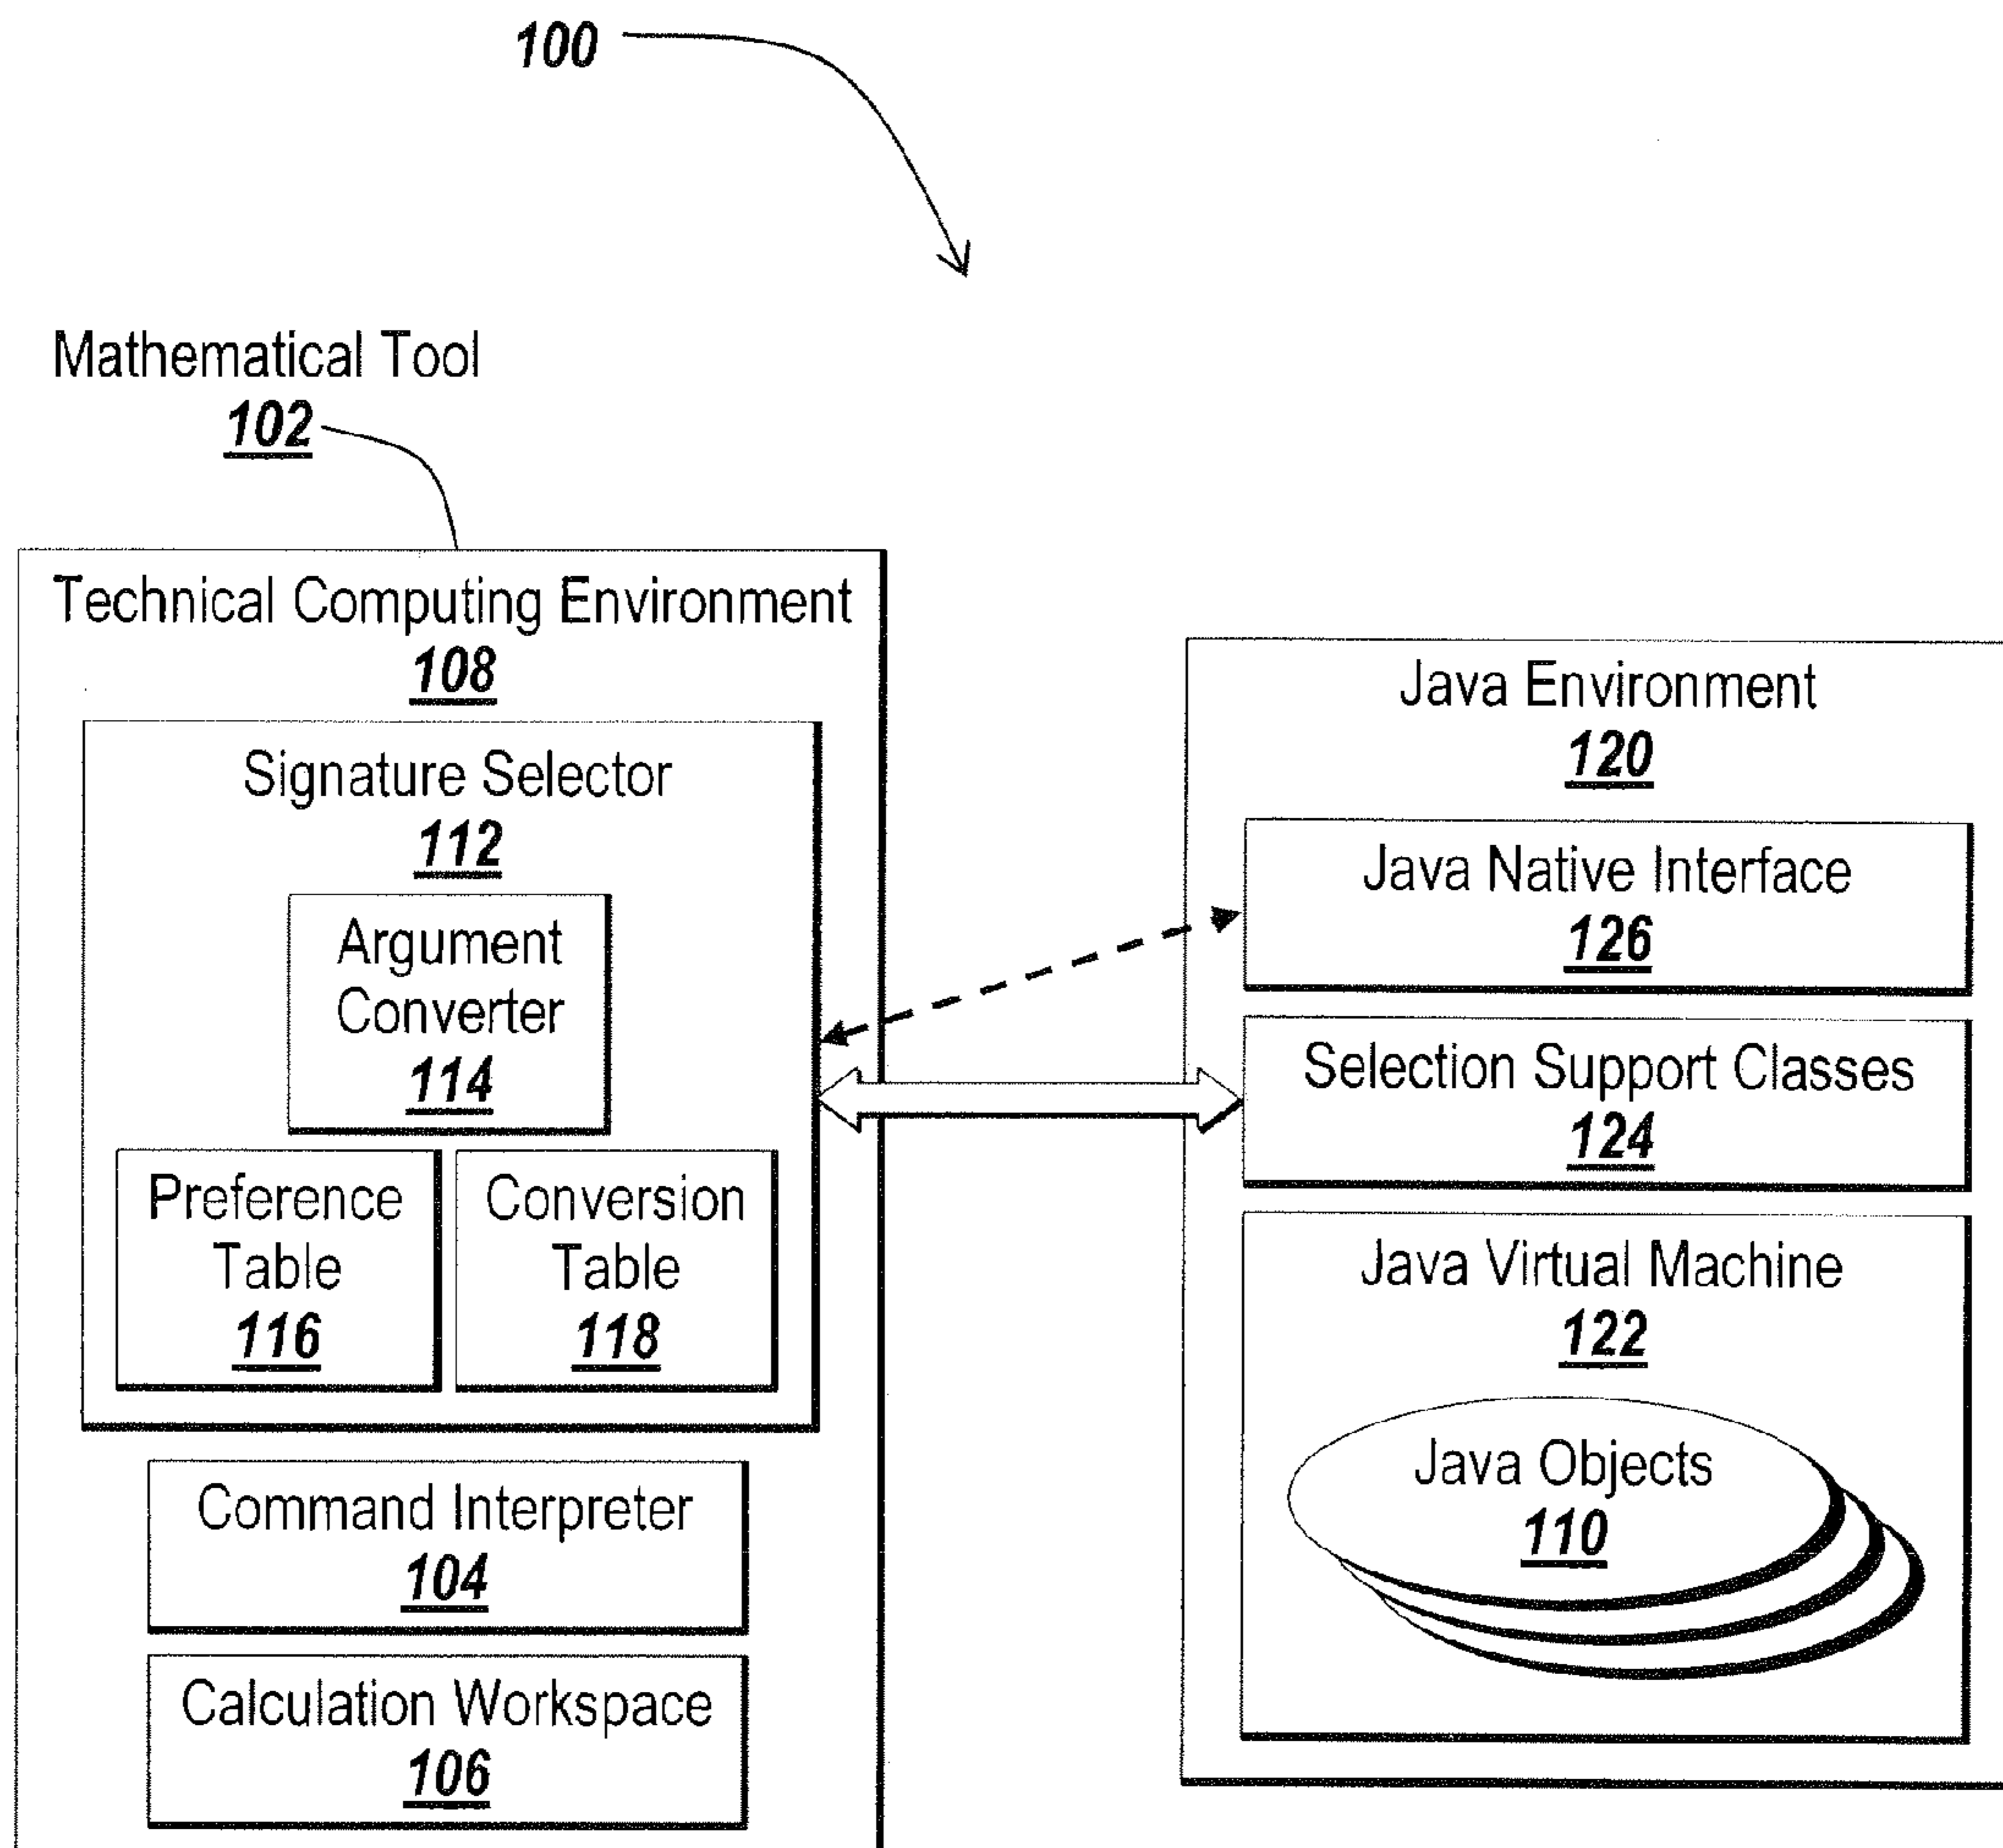 100
Mathematical Tool
102
Technical Computing Environment
108
Signature Selector
112
Argument
Converter
114
Preference
Table
116
Conversion
Table
118
Command Interpreter
104
Calculation Workspace
106
Java Environment
120
Java Native Interface
126
Selection Support Classes
124
Java Virtual Machine
122
Java Objects
110